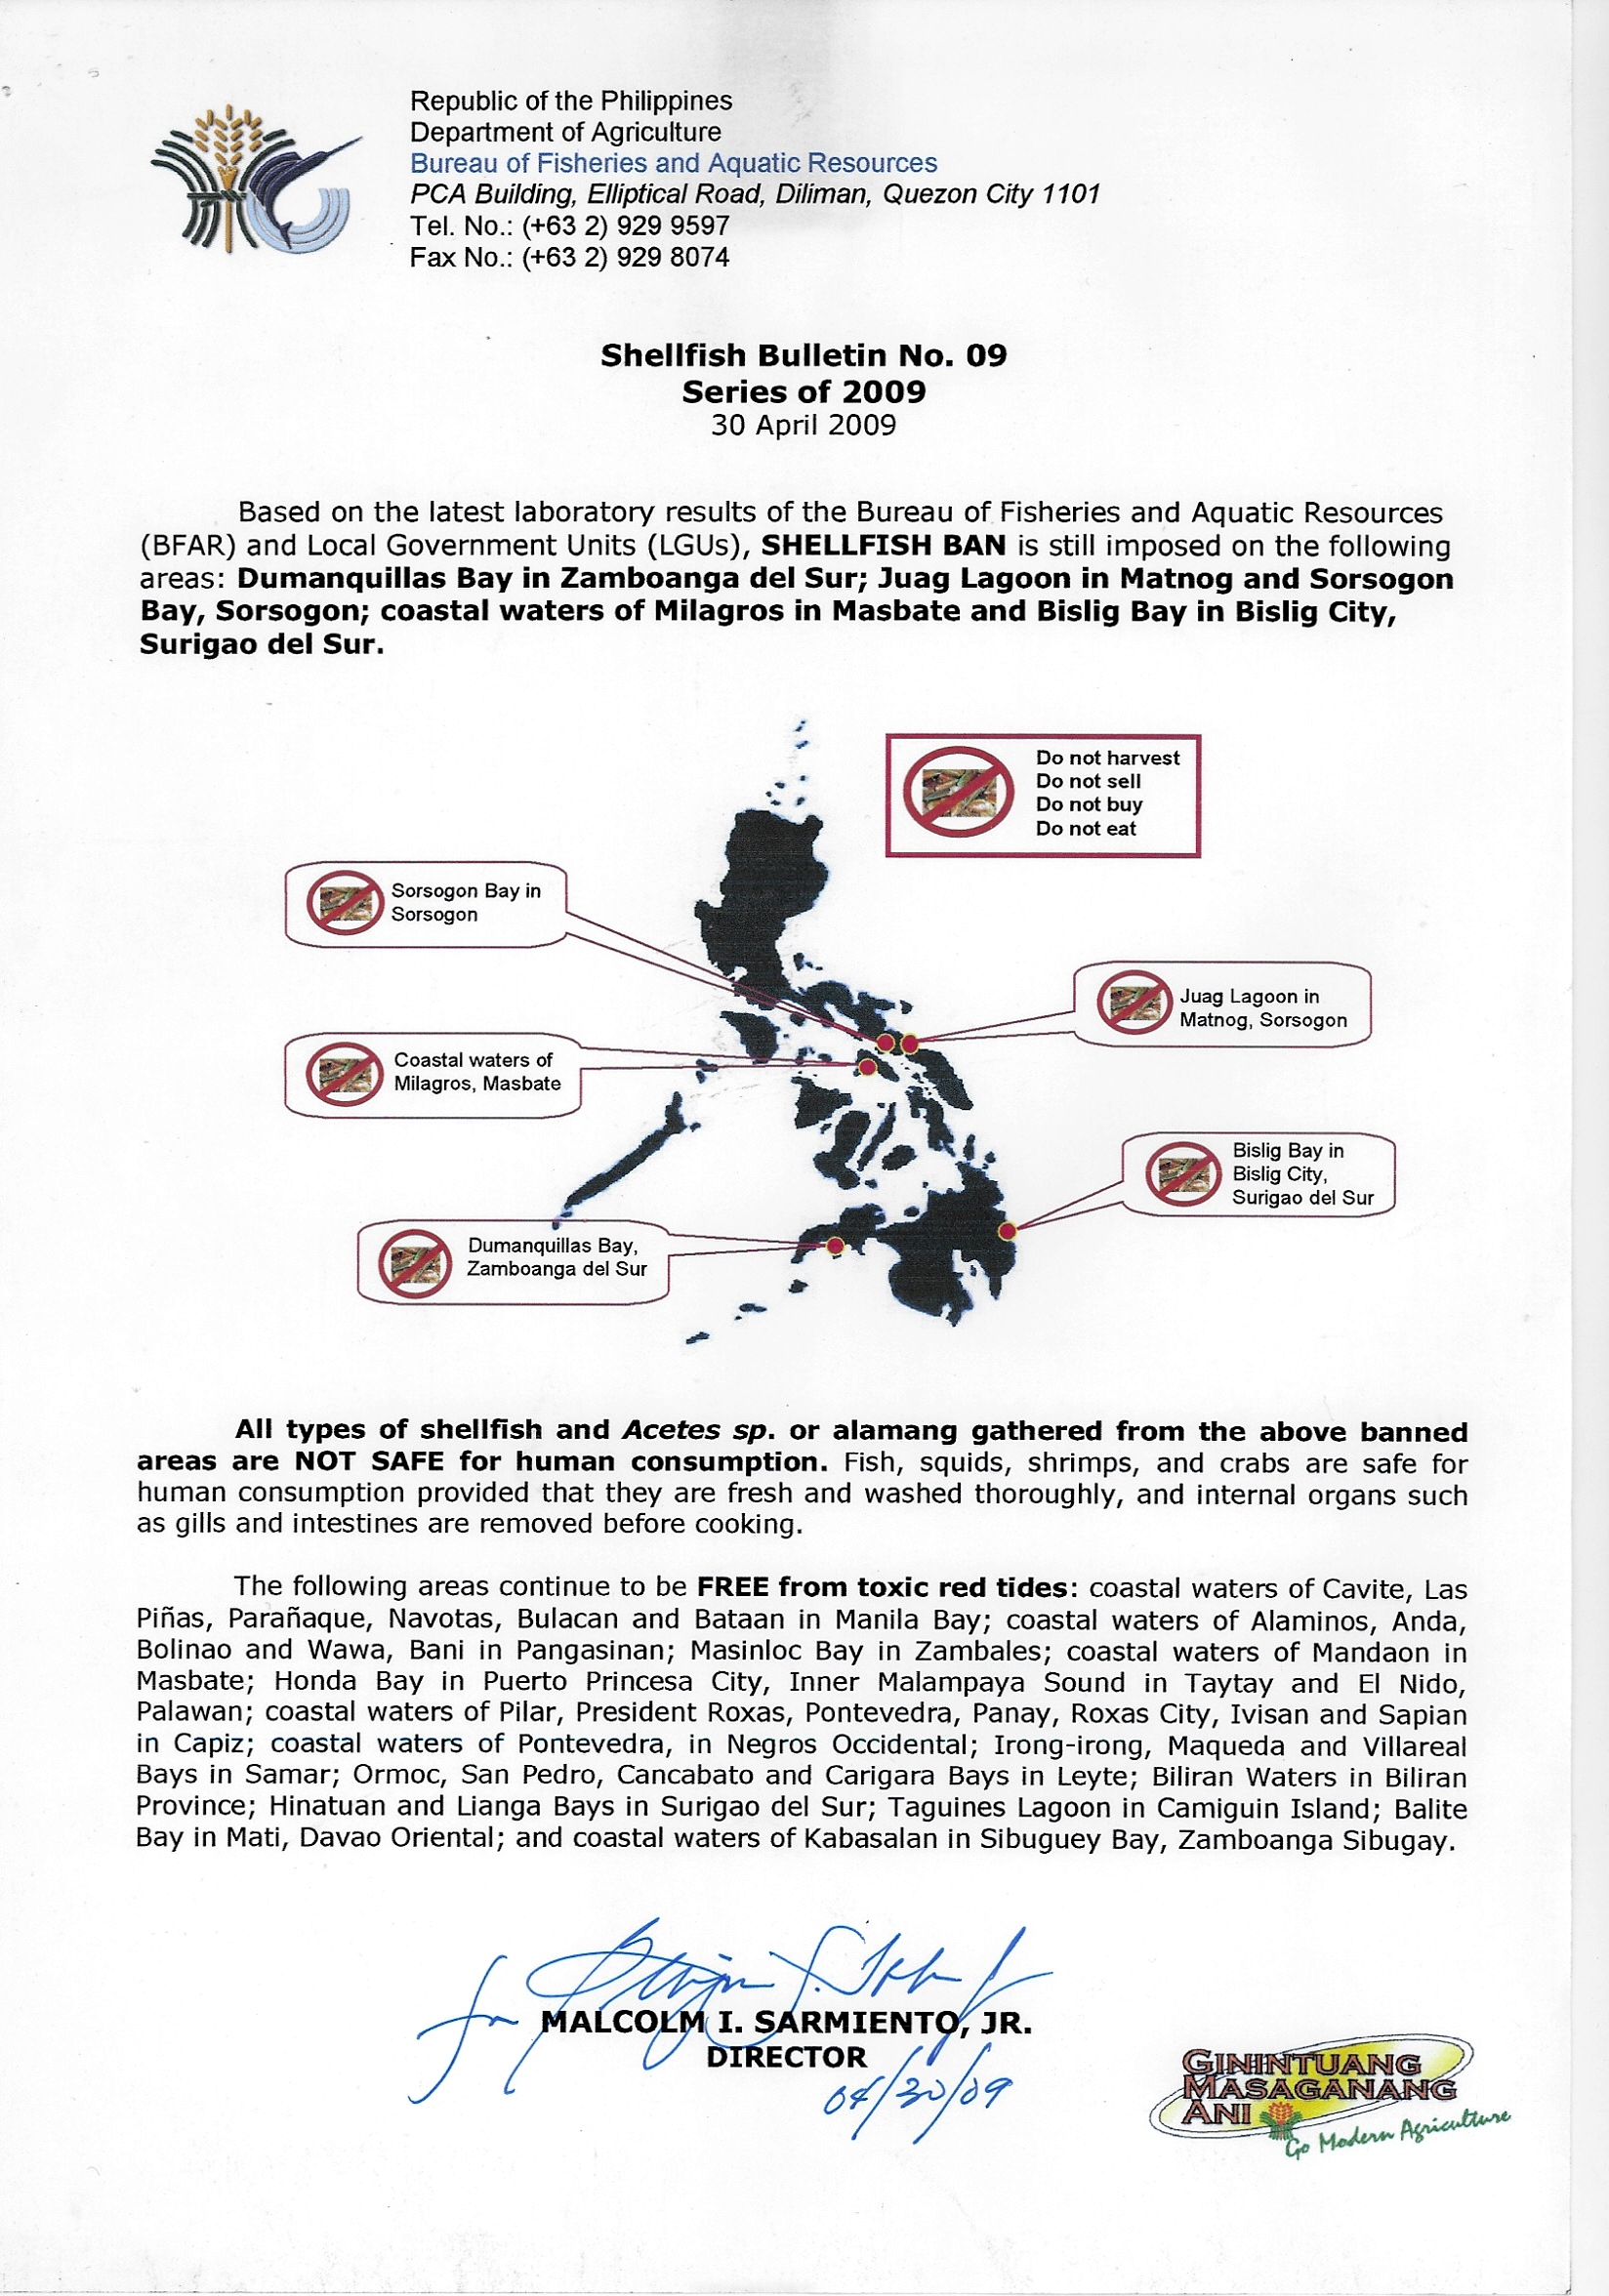 Republic of the Philippines
Department of Agriculture
Bureau of Fisheries and Aquatic Resources
PCA Building, Elliptical Road, Diliman, Quezon City 1101
Tel. No.: (+63 2) 929 9597
Fax No.: (+63 2) 929 8074
Shellfish Bulletin No. 09
Series of 2009
30 April 2009
Based on the latest laboratory results of the Bureau of Fisheries and Aquatic Resources
(BFAR) and Local Government Units (LGUs), SHELLFISH BAN is still imposed on the following
areas: Dumanquillas Bay in Zamboanga del Sur; Juag Lagoon in Matnog and Sorsogon
Bay, Sorsogon; coastal waters of Milagros in Masbate and Bislig Bay in Bislig City,
Surigao del Sur.
Do not harvest
Do not sell
Do not buy
Do not eat
Sorsogon Bay in
Sorsogon
Juag Lagoon in
Matnog, Sorsogon
Coastal waters of
Milagros, Masbate
Bislig Bay in
Bislig City,
Surigao del Sur
Dumanquillas Bay,
Zamboanga del Sur
All types of shellfish and Acetes sp. or alamang gathered from the above banned
areas are NOT SAFE for human consumption. Fish, squids, shrimps, and crabs are safe for
human consumption provided that they are fresh and washed thoroughly, and internal organs such
as gills and intestines are removed before cooking.
The following areas continue to be FREE from toxic red tides: coastal waters of Cavite, Las
Piñas, Parañaque, Navotas, Bulacan and Bataan in Manila Bay; coastal waters of Alaminos, Anda,
Bolinao and Wawa, Bani in Pangasinan; Masinloc Bay in Zambales; coastal waters of Mandaon in
Masbate; Honda Bay in Puerto Princesa City, Inner Malampaya Sound in Taytay and El Nido,
Palawan; coastal waters of Pilar, President Roxas, Pontevedra, Panay, Roxas City, Ivisan and Sapian
in Capiz; coastal waters of Pontevedra, in Negros Occidental; Irong-irong, Maqueda and Villareal
Bays in Samar; Ormoc, San Pedro, Cancabato and Carigara Bays in Leyte; Biliran Waters in Biliran
Province; Hinatuan and Lianga Bays in Surigao del Sur; Taguines Lagoon in Camiguin Island; Balite
Bay in Mati, Davao Oriental; and coastal waters of Kabasalan in Sibuguey Bay, Zamboanga Sibugay.
for
MALCOLM I. SARMIENTO, JR.
DIRECTOR
04/30/09
GININTUANG
MASAGANANG
ANI
Go Modern Agriculture